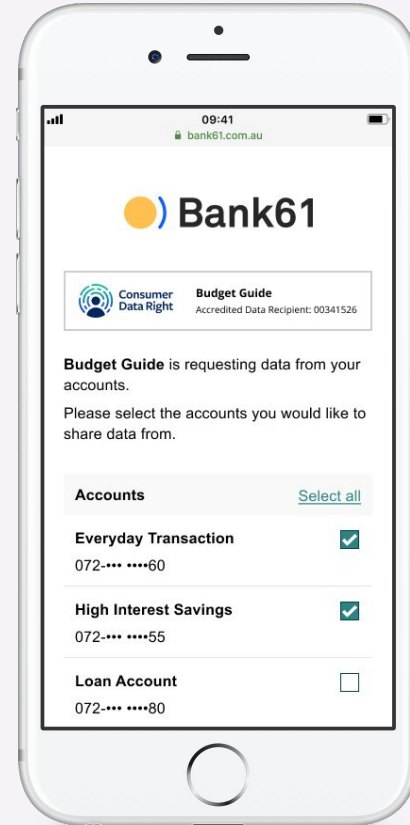 09:41
bank61.com.au
Bank61
Consumer
Data Right
Budget Guide
Accredited Data Recipient: 00341526
Budget Guide is requesting data from your
accounts.
Please select the accounts you would like to
share data from.
Accounts
Select all
Everyday Transaction
072-••• ••••60
High Interest Savings
072-••• ••••55
Loan Account
072-••• ••••80